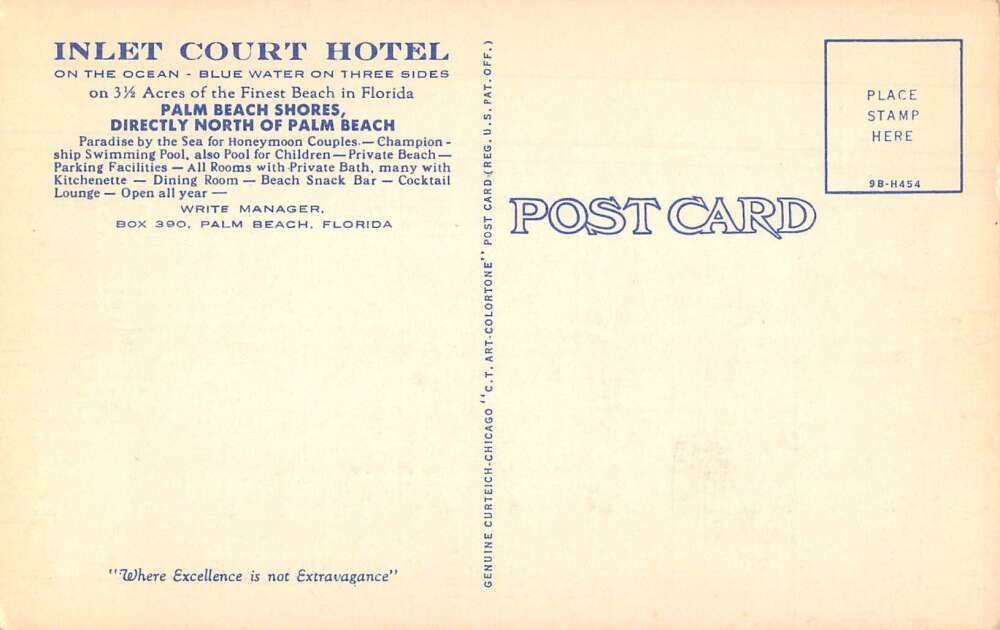 INLET COURT HOTEL
ON THE OCEAN - BLUE WATER ON THREE SIDES
on 3½ Acres of the Finest Beach in Florida
PALM BEACH SHORES,
DIRECTLY NORTH OF PALM BEACH
Paradise by the Sea for Honeymoon Couples — Champion-
ship Swimming Pool, also Pool for Children — Private Beach —
Parking Facilities — All Rooms with Private Bath, many with
Kitchenette — Dining Room — Beach Snack Bar — Cocktail
Lounge — Open all year —
WRITE MANAGER,
BOX 390, PALM BEACH, FLORIDA
"Where Excellence is not Extravagance"
GENUINE CURTEICH-CHICAGO "C.T. ART-COLORTONE" POST CARD (REG. U.S. PAT. OFF.)
POST CARD
PLACE
STAMP
HERE
9B-H454